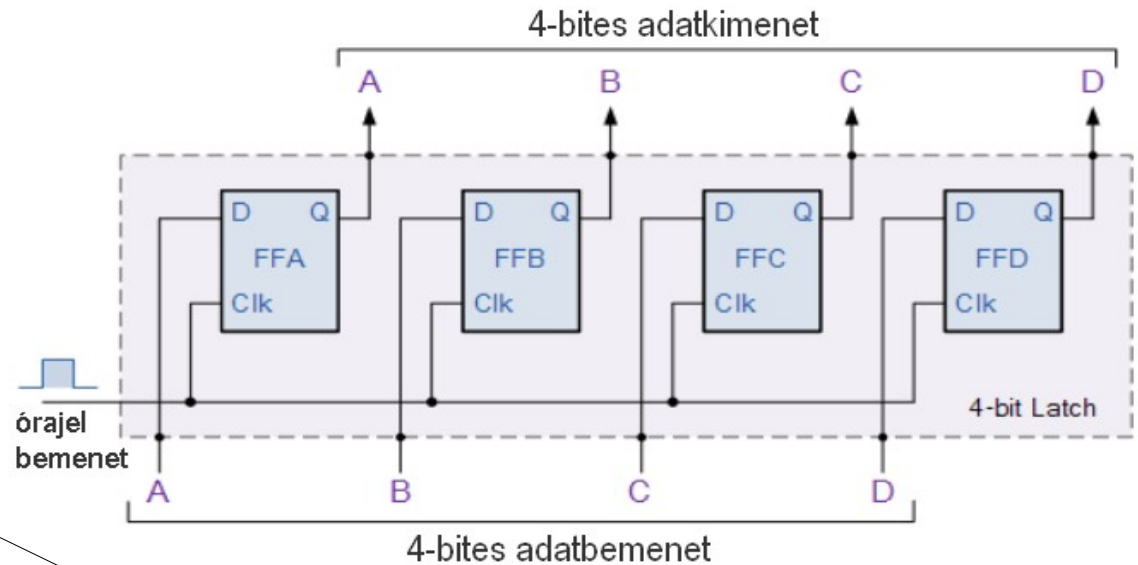 4-bites adatkimenet
A B C D
D Q D Q D Q D Q
FFA FFB FFC FFD
Clk Clk Clk Clk
4-bit Latch
órajel
bemenet
A B C D
4-bites adatbemenet